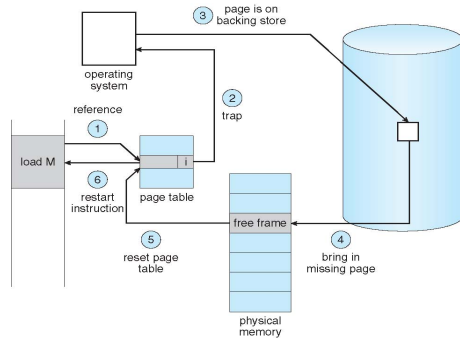 3
page is on
backing store
operating
system
2
trap
reference
1
load M
i
6
restart
instruction
page table
free frame
5
reset page
table
4
bring in
missing page
physical
memory